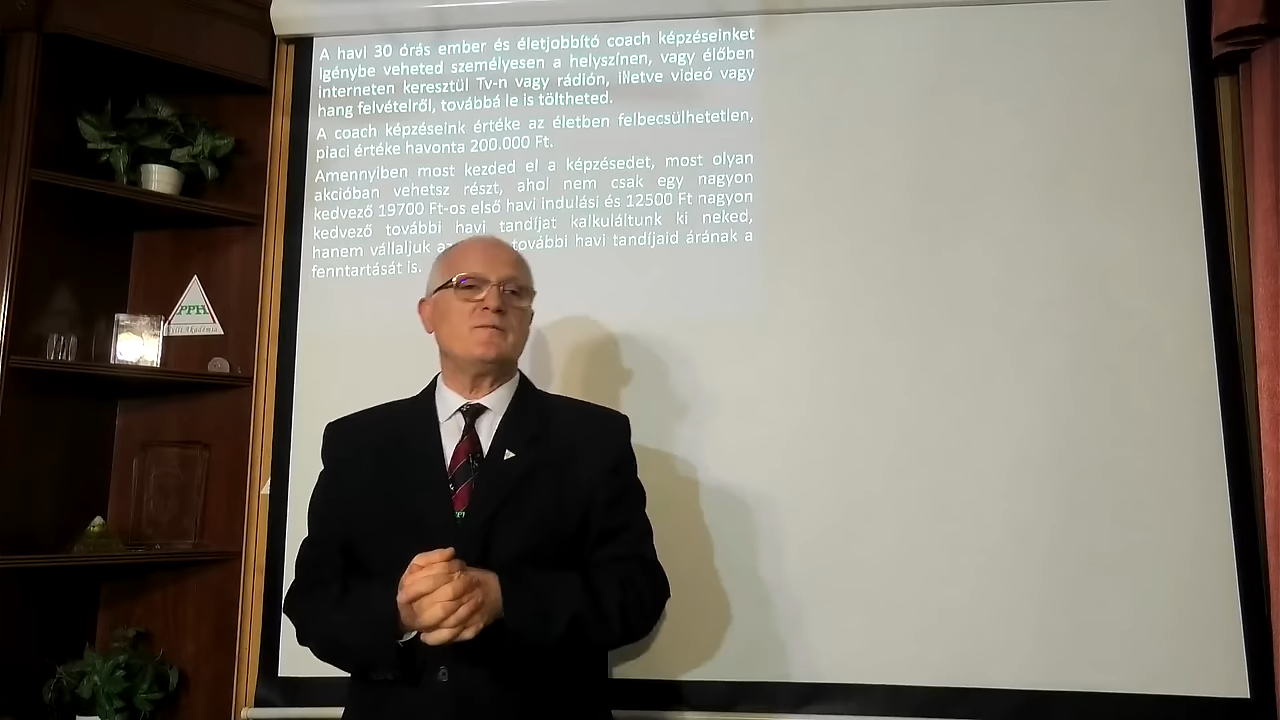 A havi 30 órás ember és életjobbító coach képzéseinket
igénybe veheted személyesen a helyszínen, vagy élőben
interneten keresztül Tv-n vagy rádión, illetve videó vagy
hang felvételről, továbbá le is töltheted.
A coach képzéseink értéke az életben felbecsülhetetlen,
piaci értéke havonta 200.000 Ft.
Amennyiben most kezded el a képzésedet, most olyan
akcióban vehetsz részt, ahol nem csak egy nagyon
kedvező 19700 Ft-os első havi indulási és 12500 Ft nagyon
kedvező további havi tandíjat kalkuláltunk ki neked,
hanem vállaljuk további havi tandíjaid árának a
fenntartását is.
PPH
Akadémia